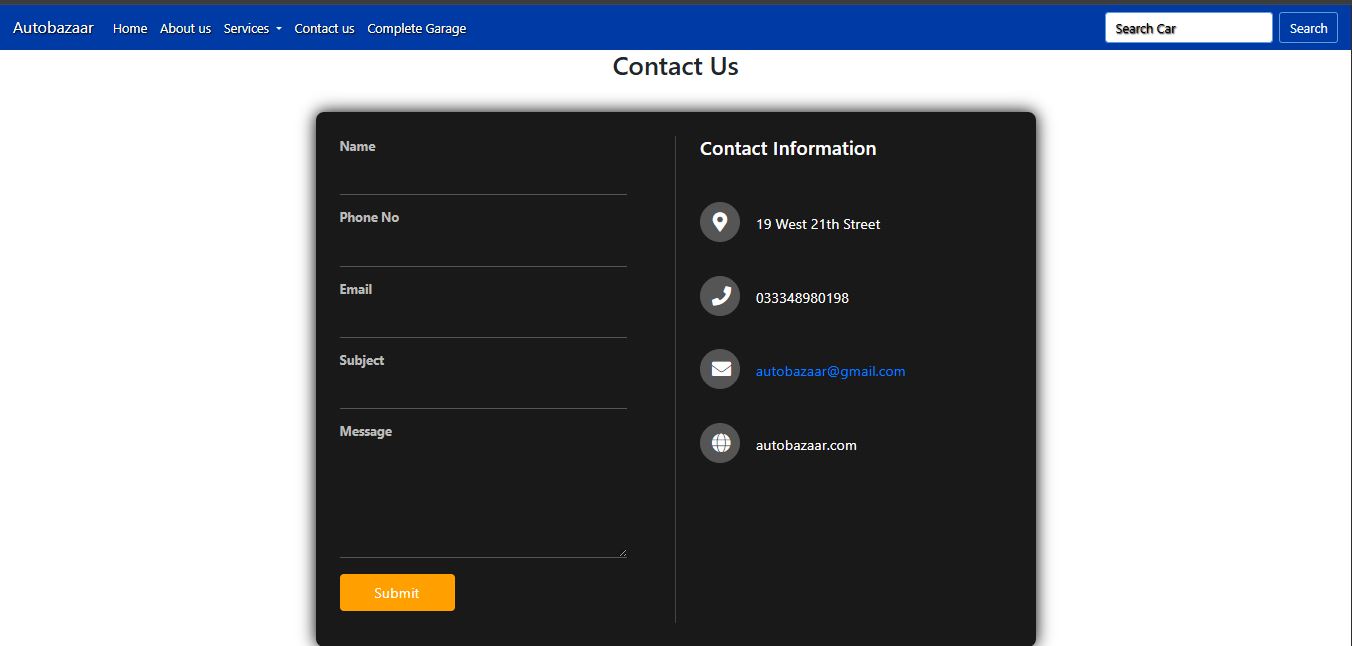 Autobazaar Home About us Services Contact us Complete Garage Search Car Search
Contact Us
Name
Phone No
Email
Subject
Message
Submit
Contact Information
19 West 21th Street
033348980198
autobazaar@gmail.com
autobazaar.com